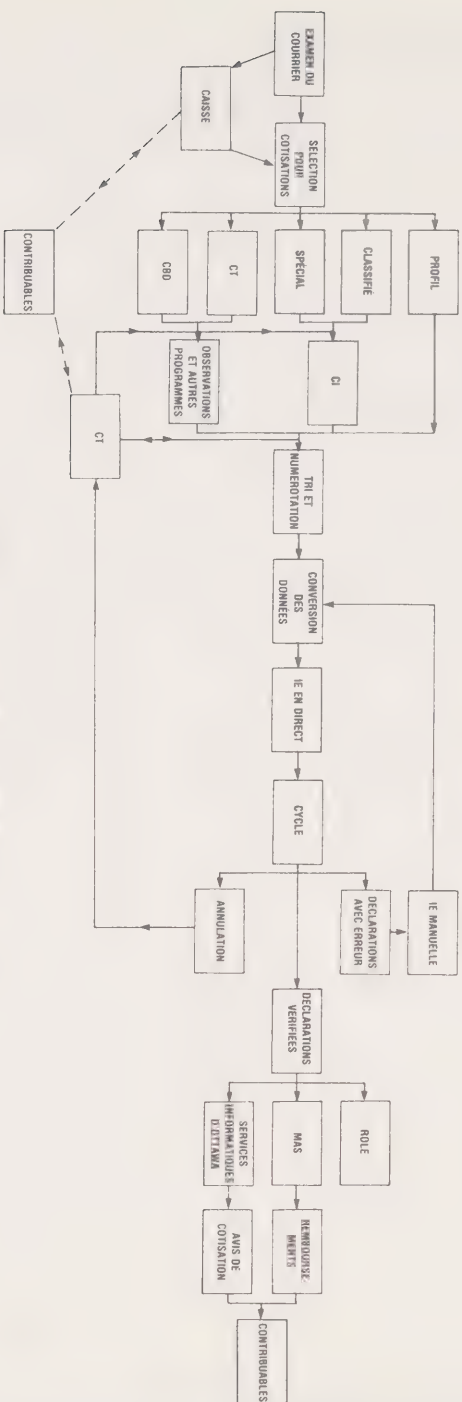 EXAMEN DU
COURRIER
CAISSE
CONTRIBUABLES
SELECTION
POUR
COTISATIONS
PROFIL
CLASSIFIÉ
SPÉCIAL
CT
CBD
CI
OBSERVATIONS
ET AUTRES
PROGRAMMES
CT
TRI ET
NUMEROTATION
CONVERSION
DES
DONNÉES
IE EN DIRECT
CYCLE
IE MANUELLE
DECLARATIONS
AVEC ERREUR
ANNULATION
DECLARATIONS
VERIFIEES
ROLE
MAS
SERVICES
INFORMATIQUES
D'OTTAWA
REMBOURSE-
MENTS
AVIS DE
COTISATION
CONTRIBUABLES